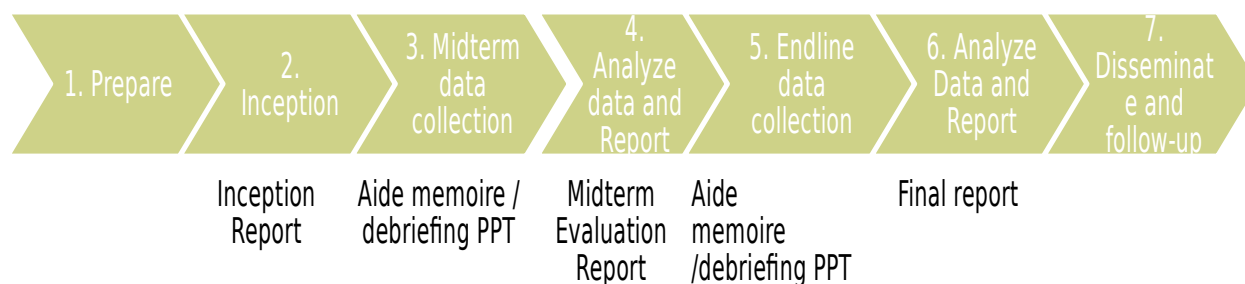 1. Prepare
2.
Inception
3. Midterm
data
collection
4.
Analyze
data and
Report
5. Endline
data
collection
6. Analyze
Data and
Report
7.
Disseminat
e and
follow-up
Inception
Report
Aide memoire /
debriefing PPT
Midterm
Evaluation
Report
Aide
memoire
/debriefing PPT
Final report